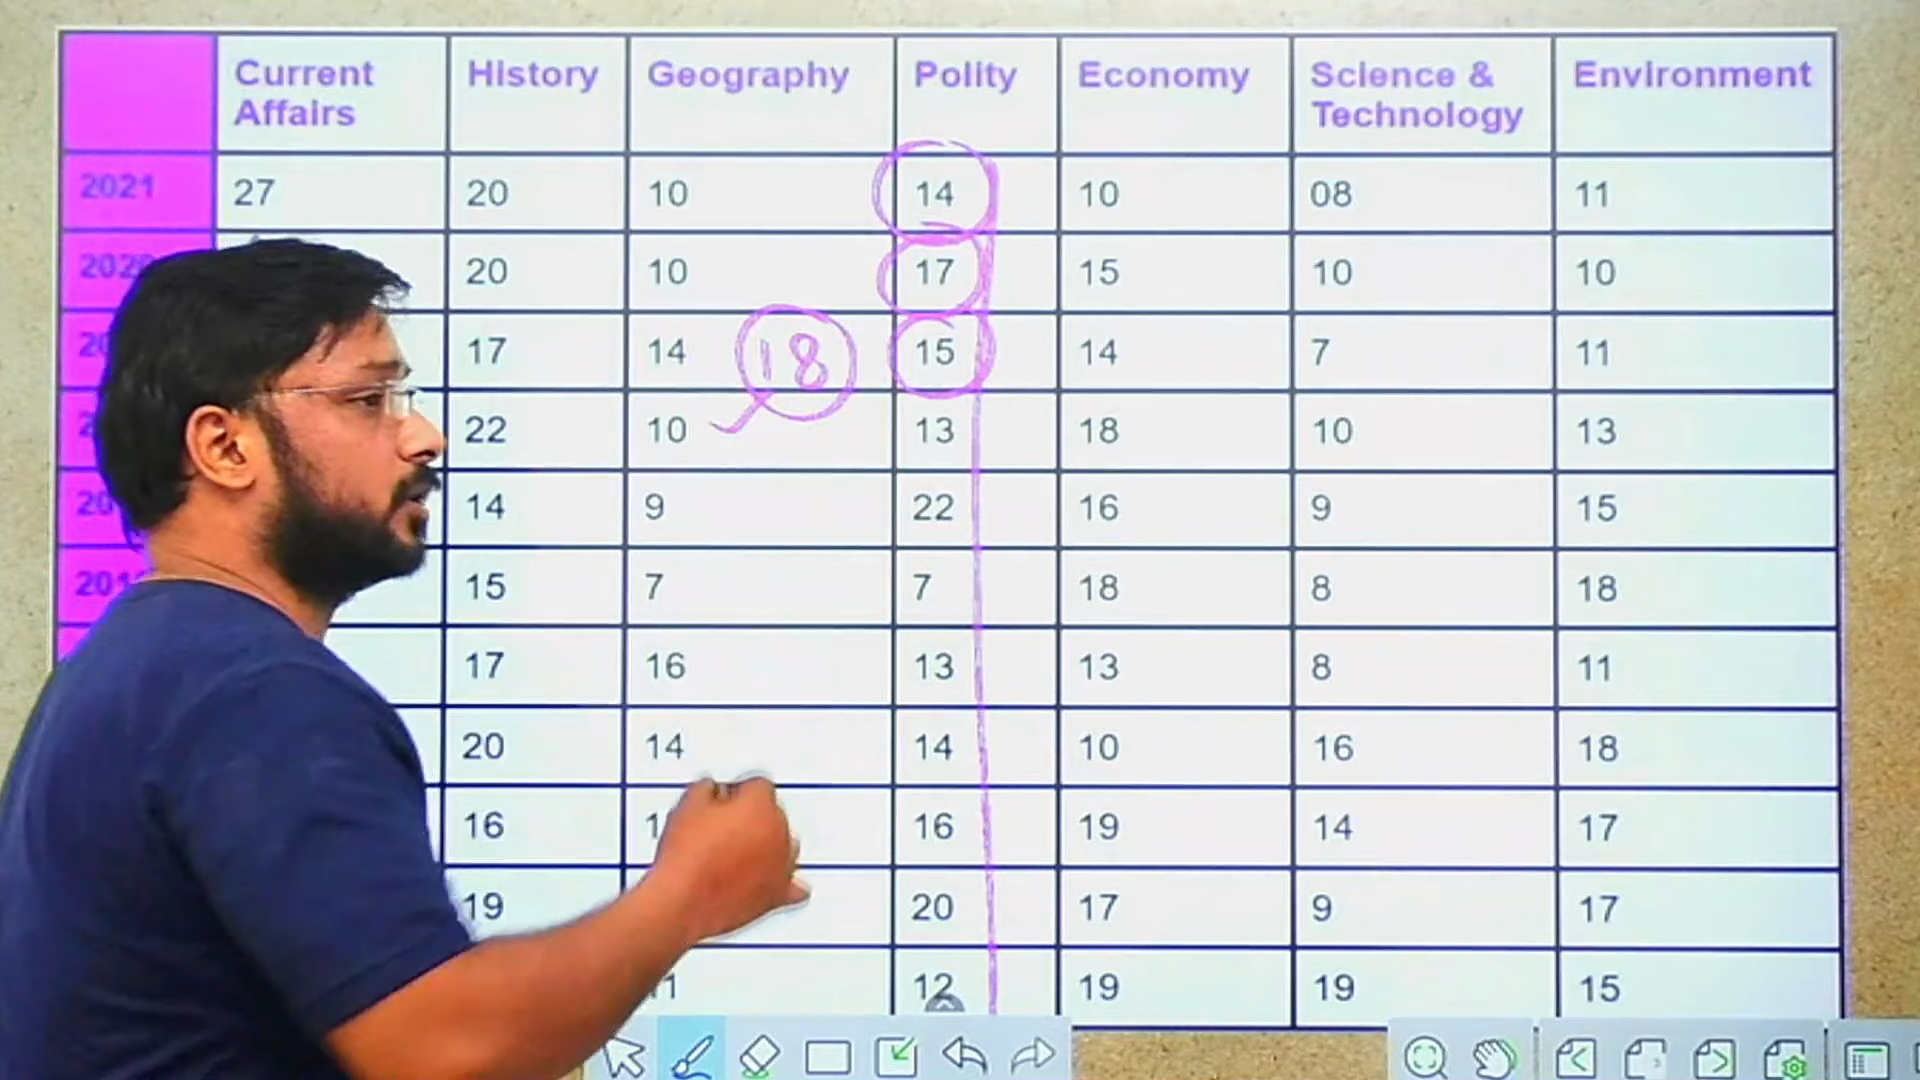 Current Affairs History Geography Polity Economy Science & Technology Environment
2021 27 20 10 14 10 08 11
20 10 17 15 10 10
17 14 18 15 14 7 11
22 10 13 18 10 13
14 9 22 16 9 15
15 7 7 18 8 18
17 16 13 13 8 11
20 14 14 10 16 18
16 16 19 14 17
19 20 17 9 17
12 19 19 15